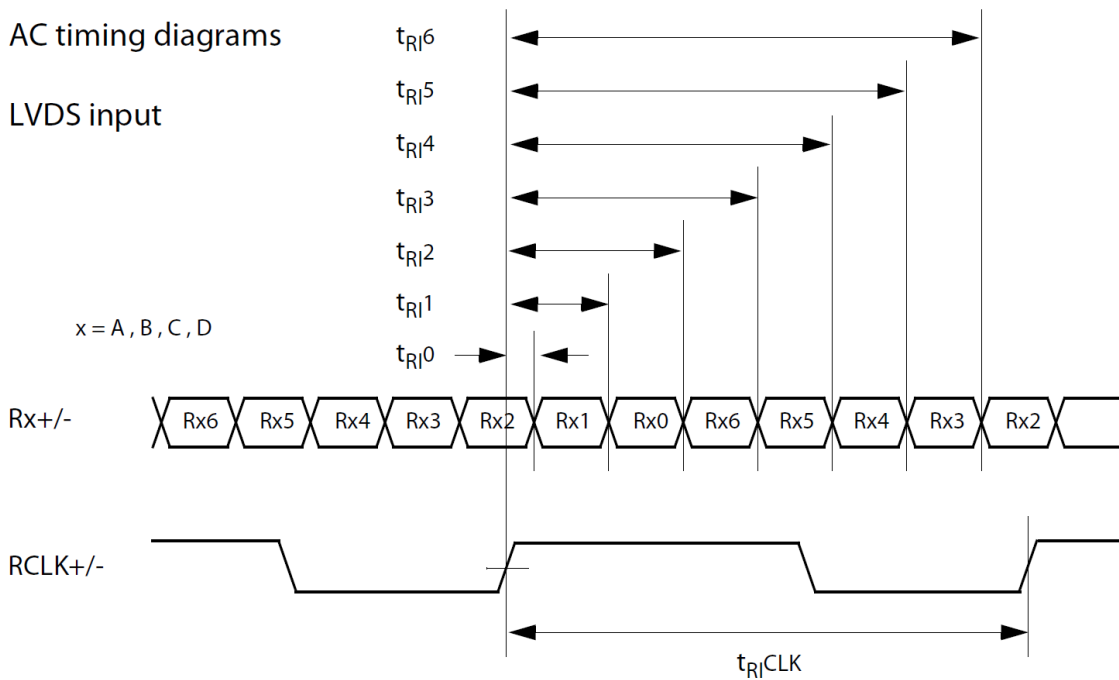 AC timing diagrams
LVDS input
tRI6
tRI5
tRI4
tRI3
tRI2
tRI1
x = A , B , C , D
tRI0
Rx+/- Rx6 Rx5 Rx4 Rx3 Rx2 Rx1 Rx0 Rx6 Rx5 Rx4 Rx3 Rx2
RCLK+/-
tRICLK